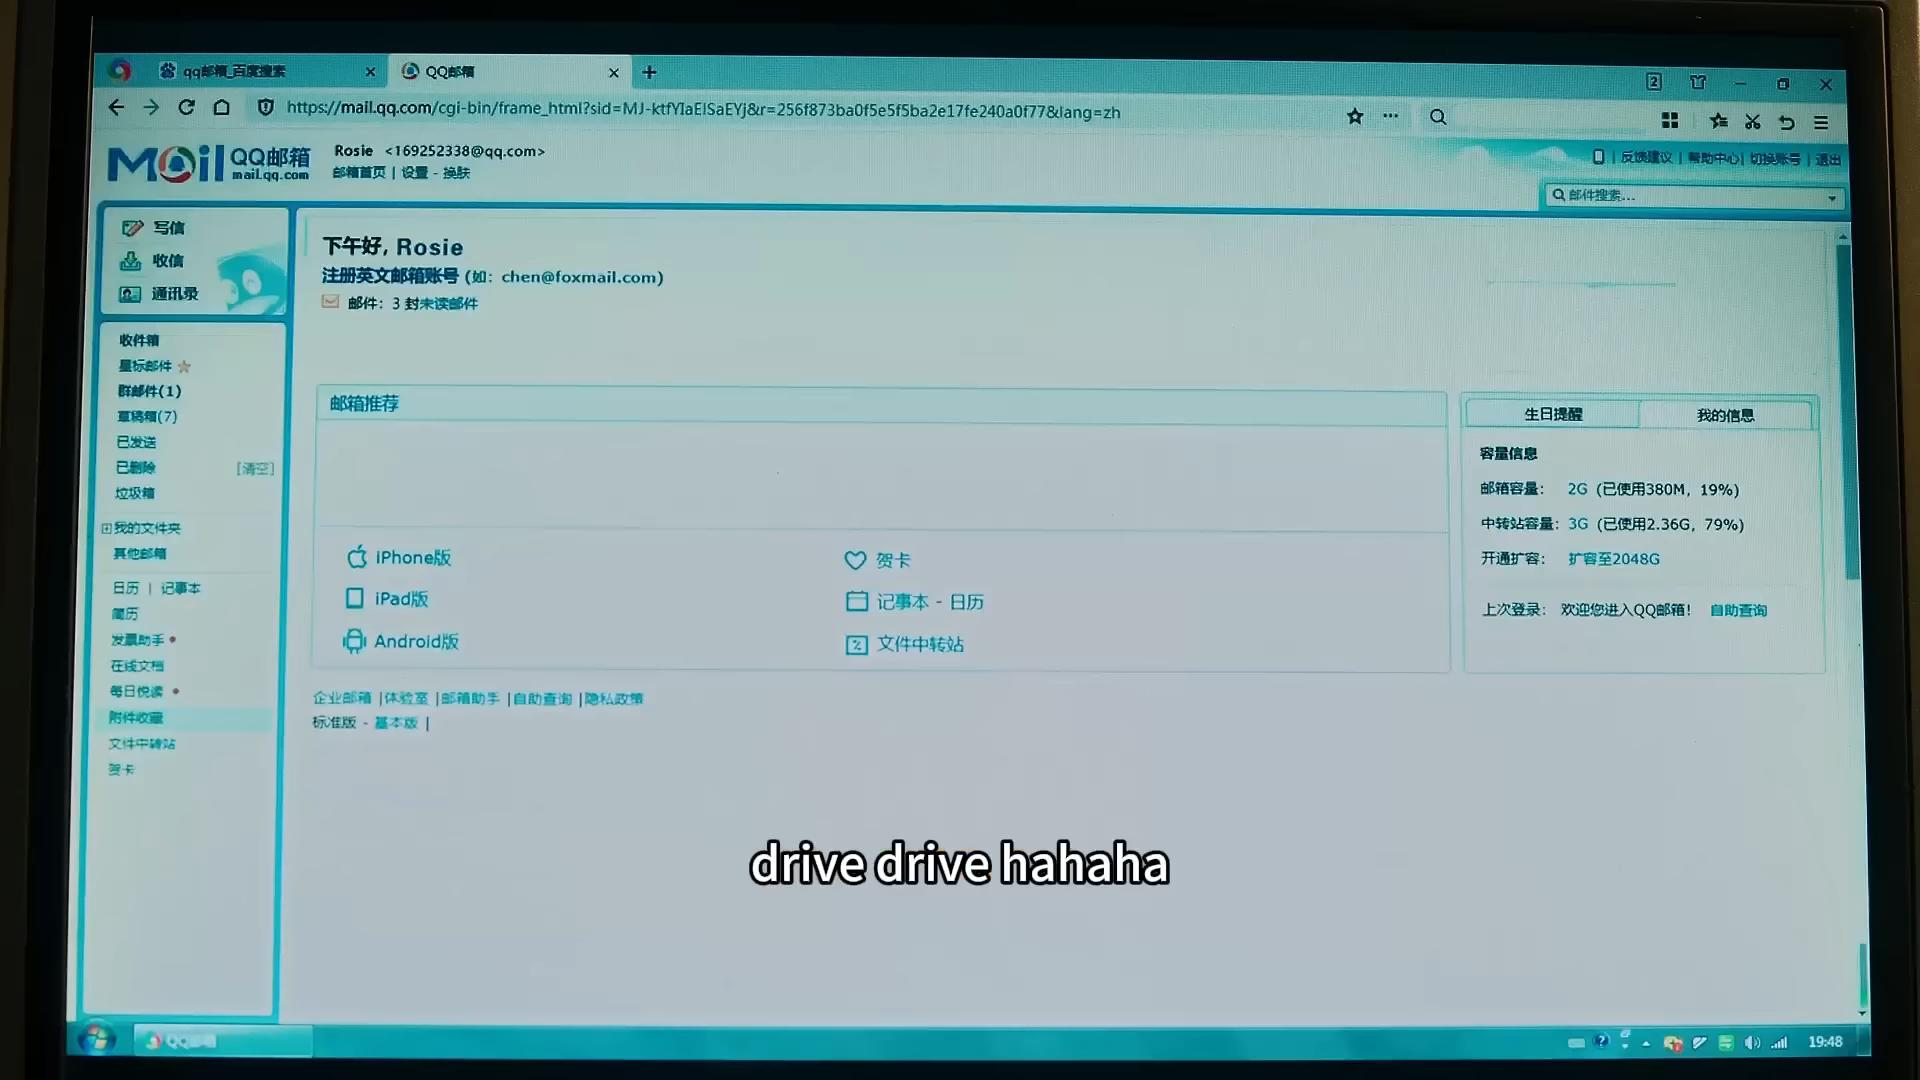 qq邮箱_百度搜索
QQ邮箱
2
https://mail.qq.com/cgi-bin/frame_html?sid=MJ-ktfYIaEISaEYj&r=256f873ba0f5e5f5ba2e17fe240a0f77&lang=zh
Mail QQ邮箱
mail.qq.com
Rosie <169252338@qq.com>
邮箱首页 | 设置 - 换肤
| 反馈建议 | 帮助中心 | 切换账号 | 退出
邮件搜索...
写信
收信
通讯录
下午好, Rosie
注册英文邮箱账号 (如: chen@foxmail.com)
邮件: 3 封未读邮件
收件箱
星标邮件
群邮件(1)
草稿箱(7)
已发送
已删除 [清空]
垃圾箱
我的文件夹
其他邮箱
日历 | 记事本
简历
发票助手
在线文档
每日悦读
附件收藏
文件中转站
贺卡
邮箱推荐
iPhone版
贺卡
iPad版
记事本 - 日历
Android版
文件中转站
生日提醒
我的信息
容量信息
邮箱容量: 2G (已使用380M, 19%)
中转站容量: 3G (已使用2.36G, 79%)
开通扩容: 扩容至2048G
上次登录: 欢迎您进入QQ邮箱! 自助查询
企业邮箱 | 体验室 | 邮箱助手 | 自助查询 | 隐私政策
标准版 - 基本版 |
drive drive hahaha
QQ邮箱
19:48